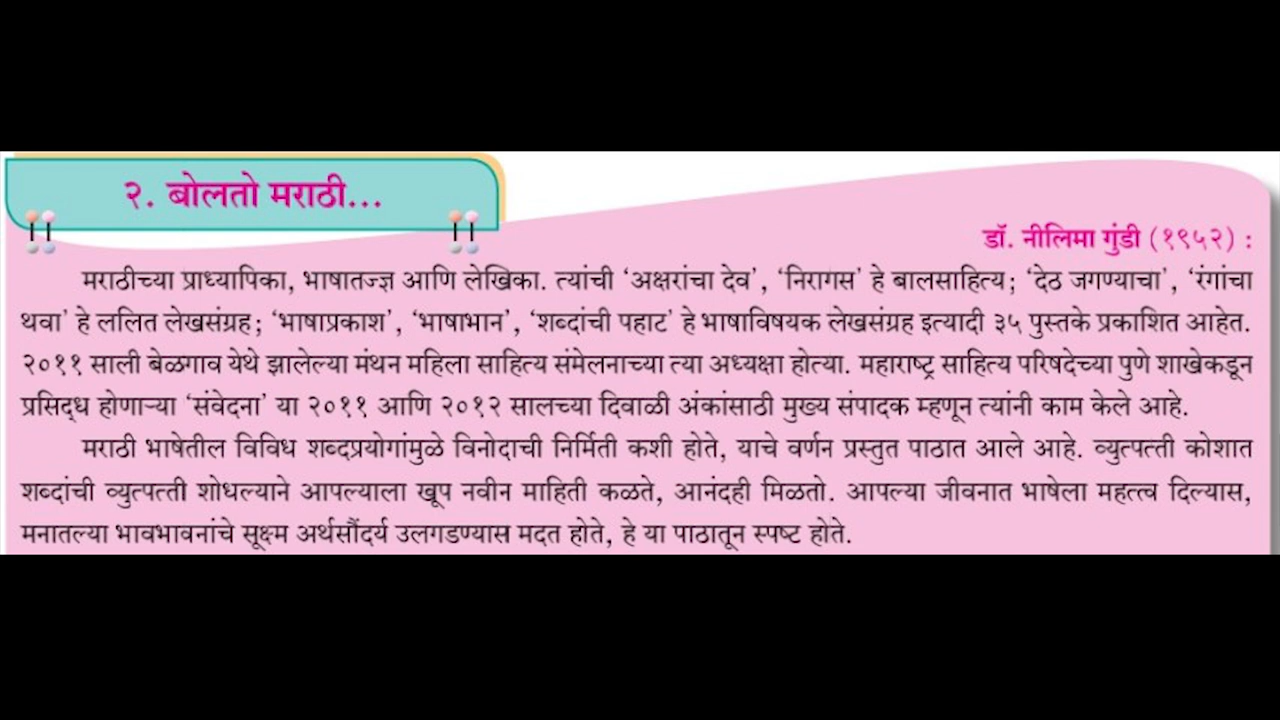 २. बोलतो मराठी...
डॉ. नीलिमा गुंडी (१९५२) :
मराठीच्या प्राध्यापिका, भाषातज्ज्ञ आणि लेखिका. त्यांची ‘अक्षरांचा देव’, ‘निरागस’ हे बालसाहित्य; ‘देठ जगण्याचा’, ‘रंगांचा
थवा’ हे ललित लेखसंग्रह; ‘भाषाप्रकाश’, ‘भाषाभान’, ‘शब्दांची पहाट’ हे भाषाविषयक लेखसंग्रह इत्यादी ३५ पुस्तके प्रकाशित आहेत.
२०११ साली बेळगाव येथे झालेल्या मंथन महिला साहित्य संमेलनाच्या त्या अध्यक्षा होत्या. महाराष्ट्र साहित्य परिषदेच्या पुणे शाखेकडून
प्रसिद्ध होणाऱ्या ‘संवेदना’ या २०११ आणि २०१२ सालच्या दिवाळी अंकांसाठी मुख्य संपादक म्हणून त्यांनी काम केले आहे.
मराठी भाषेतील विविध शब्दप्रयोगांमुळे विनोदाची निर्मिती कशी होते, याचे वर्णन प्रस्तुत पाठात आले आहे. व्युत्पत्ती कोशात
शब्दांची व्युत्पत्ती शोधल्याने आपल्याला खूप नवीन माहिती कळते, आनंदही मिळतो. आपल्या जीवनात भाषेला महत्त्व दिल्यास,
मनातल्या भावभावनांचे सूक्ष्म अर्थसौंदर्य उलगडण्यास मदत होते, हे या पाठातून स्पष्ट होते.